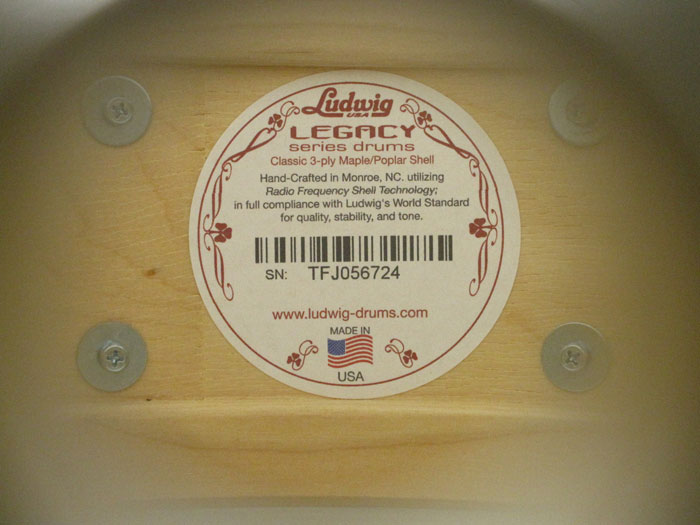 Ludwig
USA
LEGACY
series drums
Classic 3-ply Maple/Poplar Shell
Hand-Crafted in Monroe, NC. utilizing
Radio Frequency Shell Technology;
in full compliance with Ludwig's World Standard
for quality, stability, and tone.
SN: TFJ056724
www.ludwig-drums.com
MADE IN
USA